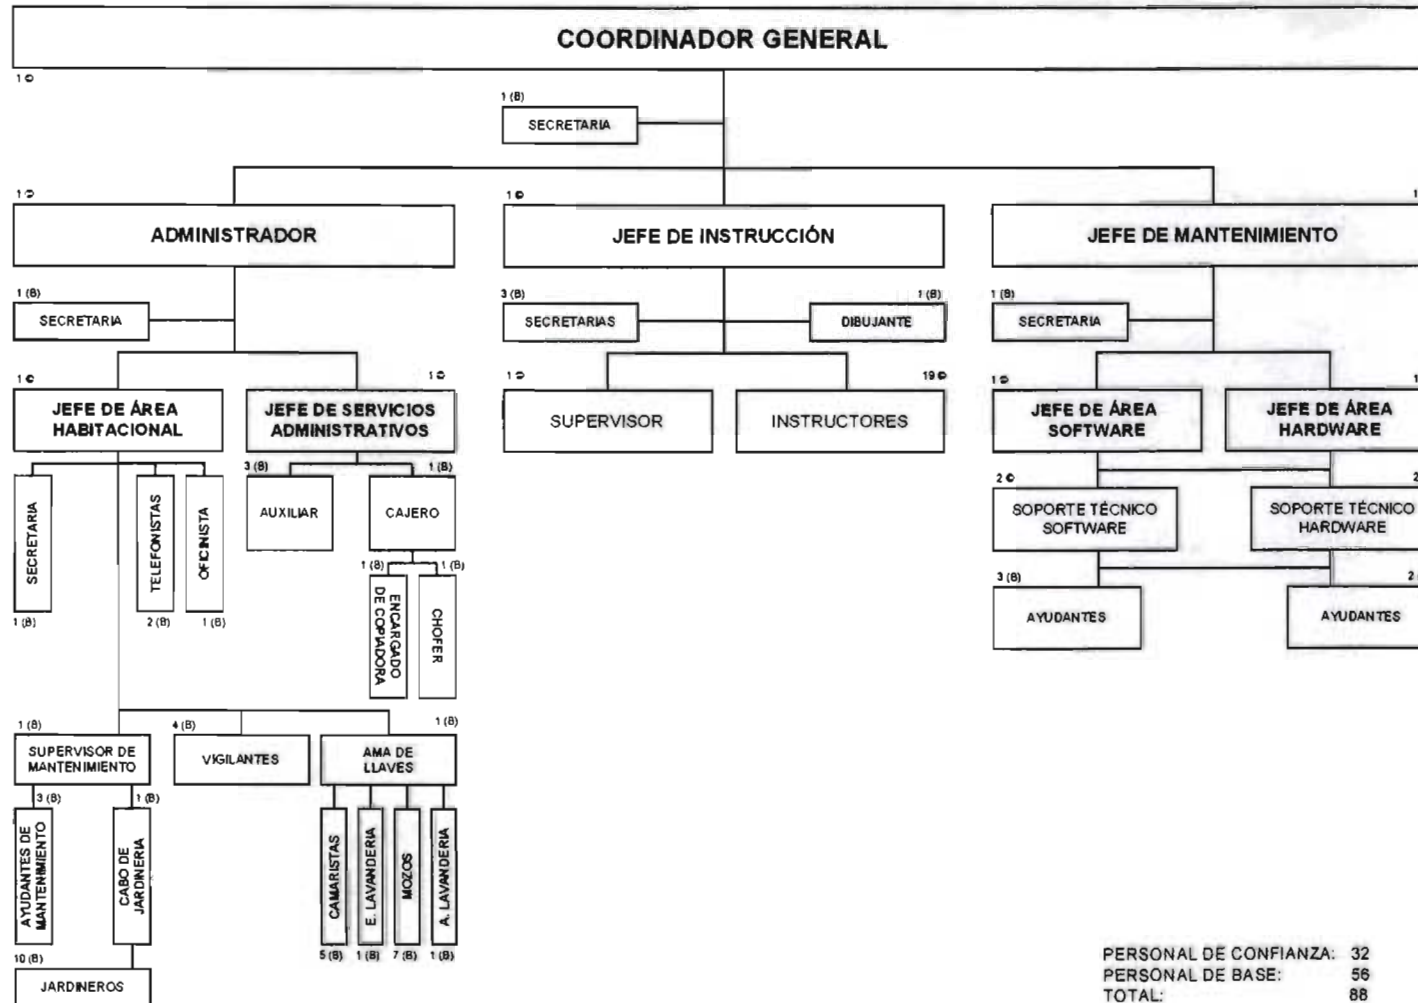 COORDINADOR GENERAL
1 ©
1 (B)
SECRETARIA
1 ©
ADMINISTRADOR
1 ©
JEFE DE INSTRUCCIÓN
1
JEFE DE MANTENIMIENTO
1 (B)
SECRETARIA
3 (B)
SECRETARIAS
1 (B)
DIBUJANTE
1 (B)
SECRETARIA
1 ©
JEFE DE ÁREA
HABITACIONAL
1 ©
JEFE DE SERVICIOS
ADMINISTRATIVOS
1 ©
SUPERVISOR
19 ©
INSTRUCTORES
1 ©
JEFE DE ÁREA
SOFTWARE
1
JEFE DE ÁREA
HARDWARE
SECRETARIA
1 (B)
TELEFONISTAS
2 (B)
OFICINISTA
1 (B)
3 (B)
AUXILIAR
1 (B)
CAJERO
1 (B)
ENCARGADO
DE COPIADORA
1 (B)
CHOFER
2 ©
SOPORTE TÉCNICO
SOFTWARE
2
SOPORTE TÉCNICO
HARDWARE
3 (B)
AYUDANTES
2
AYUDANTES
1 (B)
SUPERVISOR DE
MANTENIMIENTO
4 (B)
VIGILANTES
1 (B)
AMA DE
LLAVES
3 (B)
AYUDANTES DE
MANTENIMIENTO
1 (B)
CABO DE
JARDINERIA
CAMARISTAS
5 (B)
E. LAVANDERIA
1 (B)
MOZOS
7 (B)
A. LAVANDERIA
1 (B)
10 (B)
JARDINEROS
PERSONAL DE CONFIANZA: 32
PERSONAL DE BASE: 56
TOTAL: 88